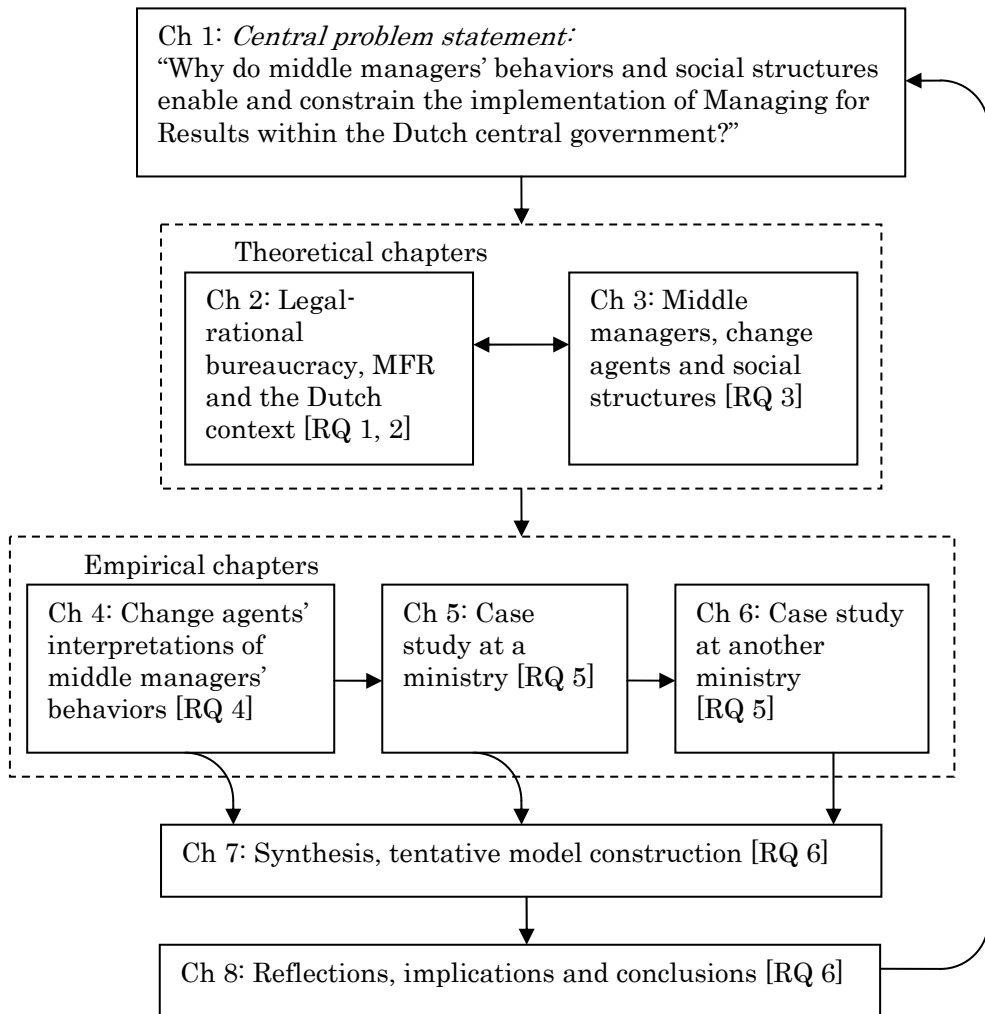 Ch 1: Central problem statement:
“Why do middle managers’ behaviors and social structures
enable and constrain the implementation of Managing for
Results within the Dutch central government?”
Theoretical chapters
Ch 2: Legal-
rational
bureaucracy, MFR
and the Dutch
context [RQ 1, 2]
Ch 3: Middle
managers, change
agents and social
structures [RQ 3]
Empirical chapters
Ch 4: Change agents’
interpretations of
middle managers’
behaviors [RQ 4]
Ch 5: Case
study at a
ministry [RQ 5]
Ch 6: Case study
at another
ministry
[RQ 5]
Ch 7: Synthesis, tentative model construction [RQ 6]
Ch 8: Reflections, implications and conclusions [RQ 6]